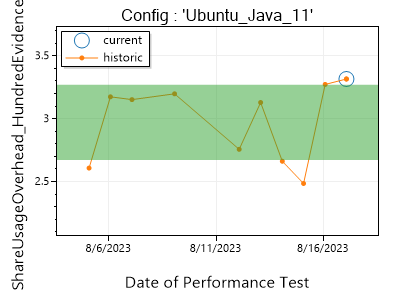 Config : 'Ubuntu_Java_11'
current
historic
ShareUsageOverhead_HundredEvidence
3.5
3
2.5
8/6/2023
8/11/2023
8/16/2023
Date of Performance Test